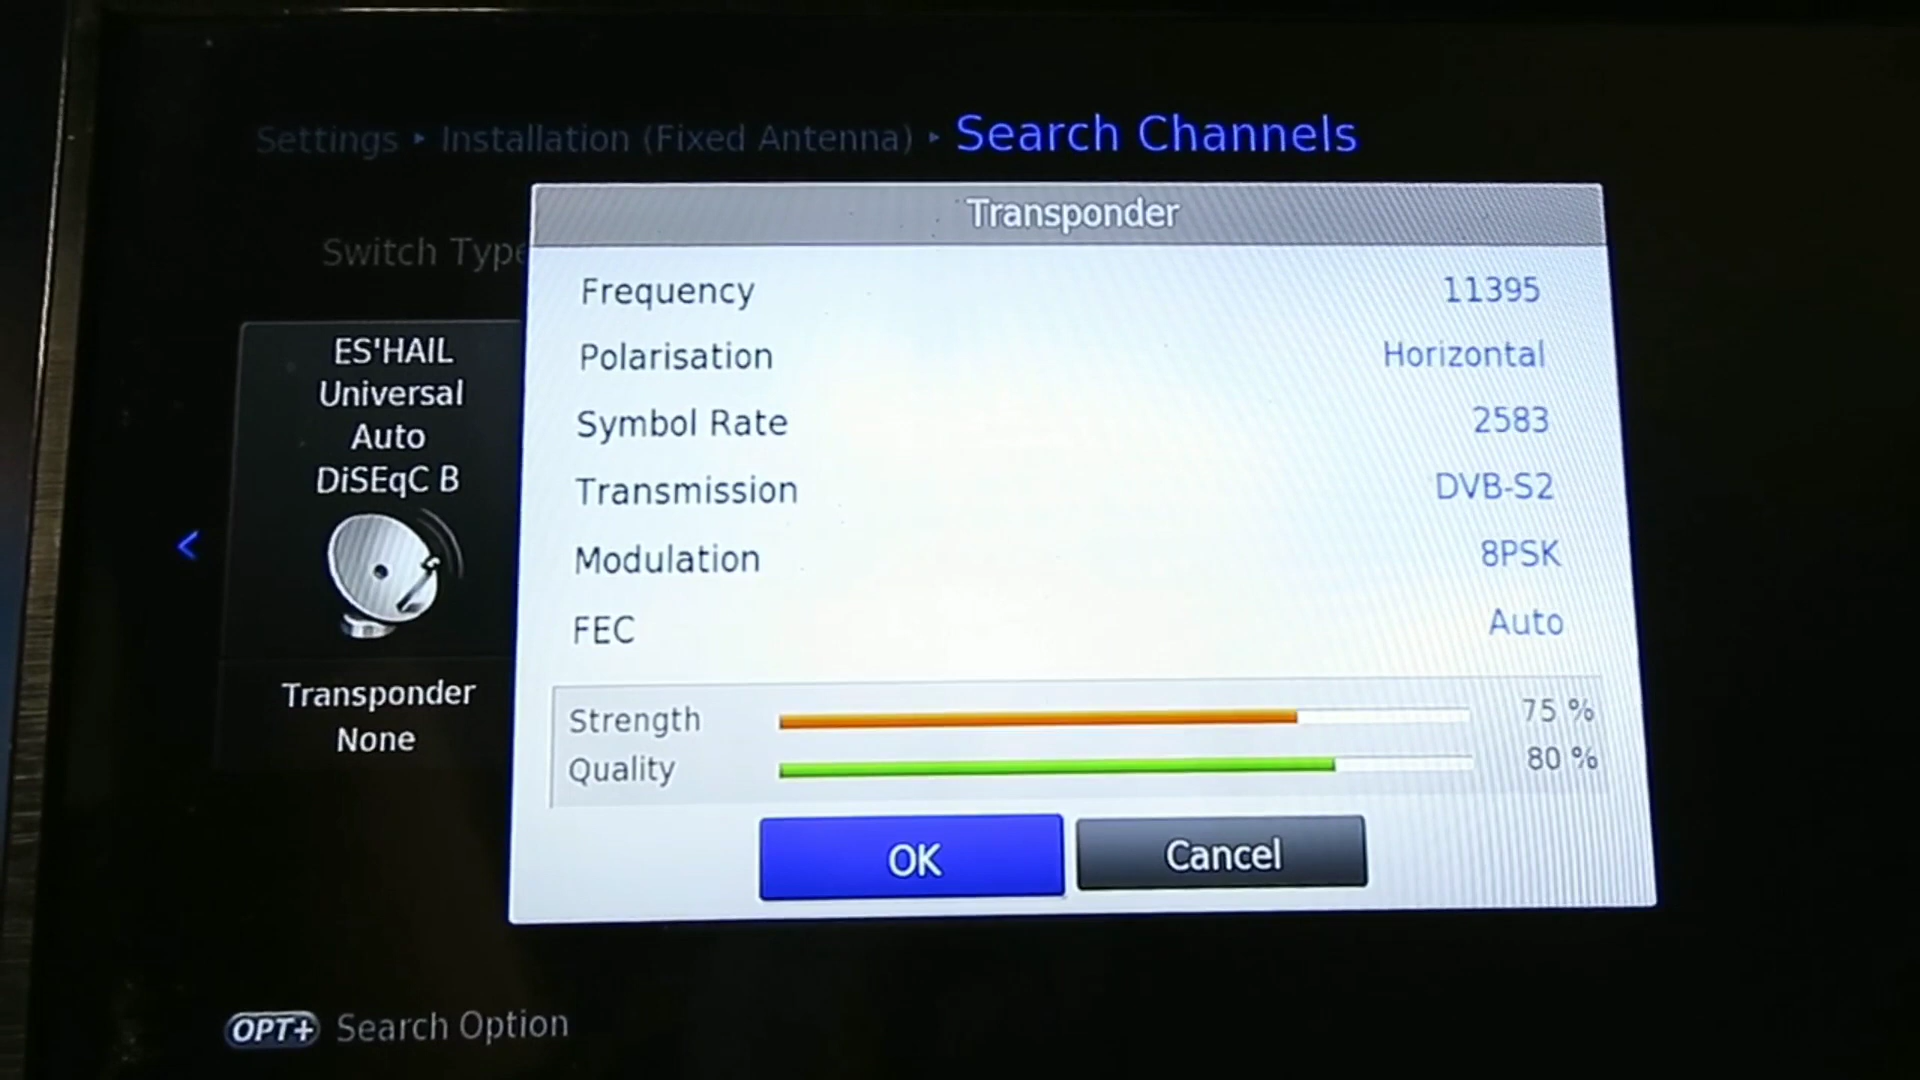 Settings ▸ Installation (Fixed Antenna) ▸ Search Channels
Switch Type
ES'HAIL
Universal
Auto
DiSEqC B
<
Transponder
None
Transponder
Frequency 11395
Polarisation Horizontal
Symbol Rate 2583
Transmission DVB-S2
Modulation 8PSK
FEC Auto
Strength 75 %
Quality 80 %
OK Cancel
OPT+ Search Option